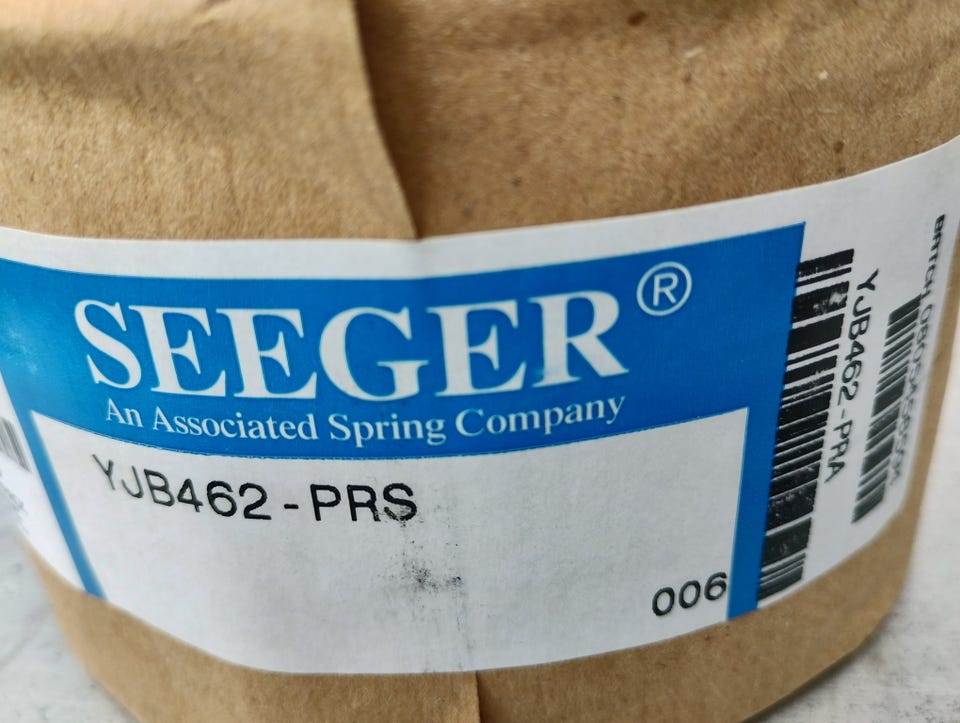 SEEGER®
An Associated Spring Company
YJB462-PRS
006
YJB462-PRA